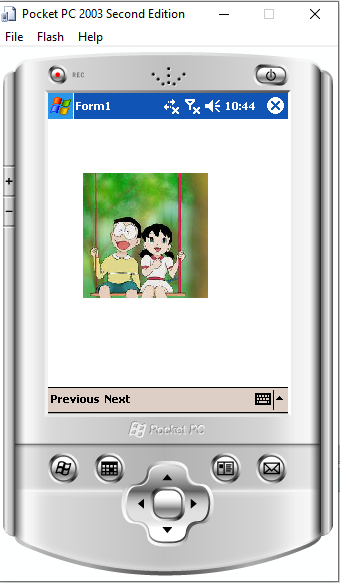 Pocket PC 2003 Second Edition
File Flash Help
REC
Form1 10:44
Previous Next
Pocket PC